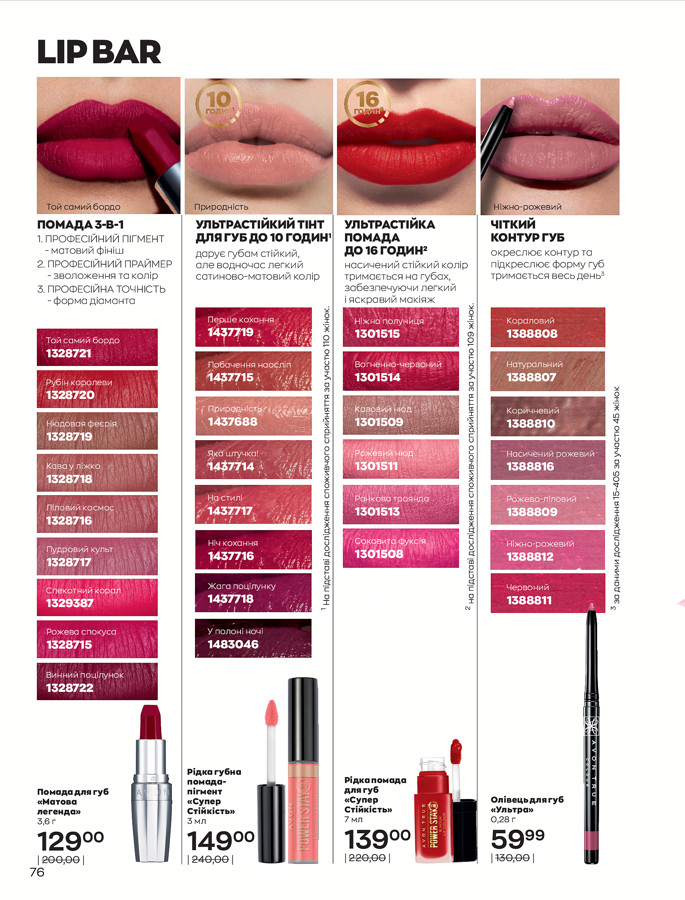 LIP BAR
Той самий бордо
ПОМАДА 3-В-1
1. ПРОФЕСІЙНИЙ ПІГМЕНТ
- матовий фініш
2. ПРОФЕСІЙНИЙ ПРАЙМЕР
- зволоження та колір
3. ПРОФЕСІЙНА ТОЧНІСТЬ
- форма діаманта
Той самий бордо
1328721
Рубін королеви
1328720
Нюдовая феєрія
1328719
Кава у ліжко
1328718
Ліловий космос
1328716
Пудровий культ
1328717
Спекотний корал
1329387
Рожева спокуса
1328715
Винний поцілунок
1328722
Помада для губ
«Матова
легенда»
3,6 г
129 00
| 200,00 |
10
ГОДИН¹
Природність
УЛЬТРАСТІЙКИЙ ТІНТ
ДЛЯ ГУБ ДО 10 ГОДИН¹
дарує губам стійкий,
але водночас легкий
сатиново-матовий колір
Перше кохання
1437719
Побачення наосліп
1437715
Природність
1437688
Яка штучка!
1437714
На стилі
1437717
Ніч кохання
1437716
Жага поцілунку
1437718
У полоні ночі
1483046
¹ На підставі дослідження споживчого сприйняття за участю 110 жінок.
Рідка губна
помада-
пігмент
«Супер
Стійкість»
3 мл
149 00
| 240,00 |
POWER STAY
16
ГОДИН²
УЛЬТРАСТІЙКА
ПОМАДА
ДО 16 ГОДИН²
насичений стійкий колір
тримається на губах,
забезпечуючи легкий
і яскравий макіяж
Ніжна полуниця
1301515
Вогненно-червоний
1301514
Кавовий нюд
1301509
Рожевий нюд
1301511
Ранкова троянда
1301513
Соковита фуксія
1301508
² на підставі дослідження споживчого сприйняття за участю 109 жінок.
Рідка помада
для губ
«Супер
Стійкість»
7 мл
139 00
| 220,00 |
AVON TRUE
POWER STAY
Ніжно-рожевий
ЧІТКИЙ
КОНТУР ГУБ
окреслює контур та
підкреслює форму губ
тримається весь день³
Кораловий
1388808
Натуральний
1388807
Коричневий
1388810
Насичений рожевий
1388816
Рожево-ліловий
1388809
Ніжно-рожевий
1388812
Червоний
1388811
³ за даними дослідження 15-405 за участю 45 жінок
Олівець для губ
«Ультра»
0,28 г
59 99
| 130,00 |
AVON TRUE
76